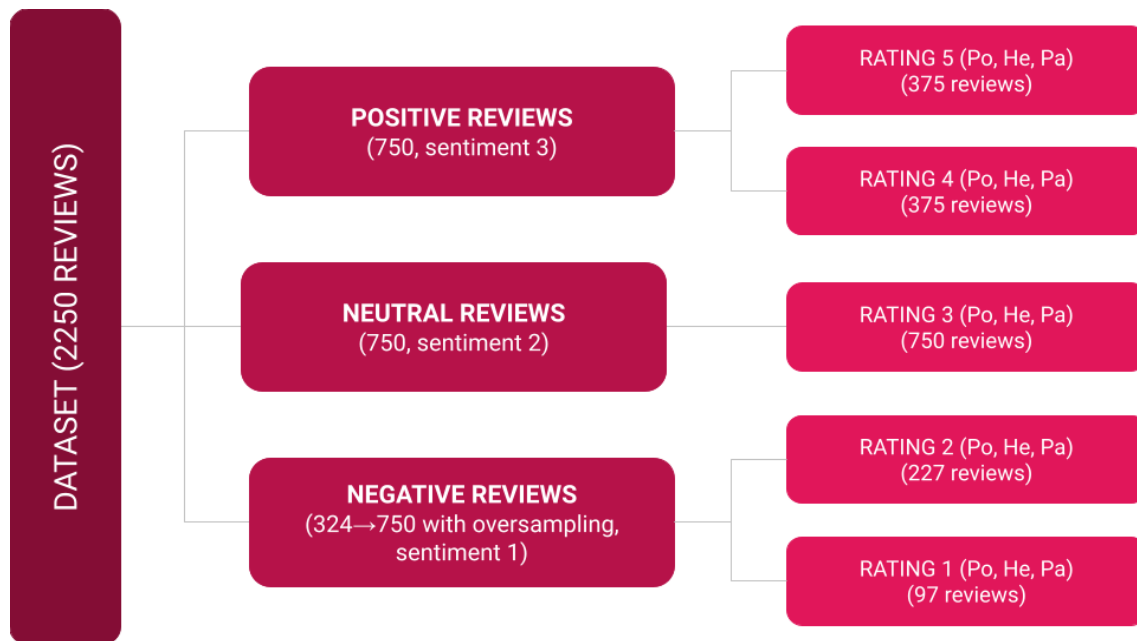 DATASET (2250 REVIEWS)
POSITIVE REVIEWS
(750, sentiment 3)
NEUTRAL REVIEWS
(750, sentiment 2)
NEGATIVE REVIEWS
(324→750 with oversampling,
sentiment 1)
RATING 5 (Po, He, Pa)
(375 reviews)
RATING 4 (Po, He, Pa)
(375 reviews)
RATING 3 (Po, He, Pa)
(750 reviews)
RATING 2 (Po, He, Pa)
(227 reviews)
RATING 1 (Po, He, Pa)
(97 reviews)